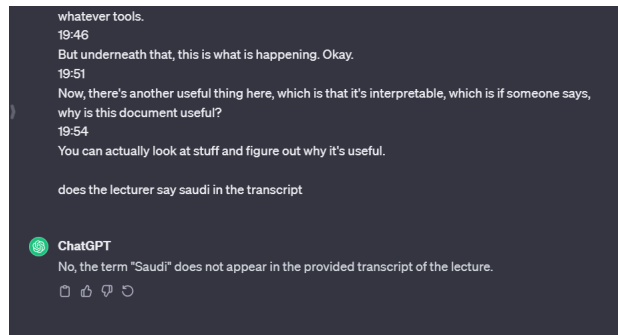 whatever tools.
19:46
But underneath that, this is what is happening. Okay.
19:51
Now, there's another useful thing here, which is that it's interpretable, which is if someone says,
why is this document useful?
19:54
You can actually look at stuff and figure out why it's useful.
does the lecturer say saudi in the transcript
ChatGPT
No, the term "Saudi" does not appear in the provided transcript of the lecture.